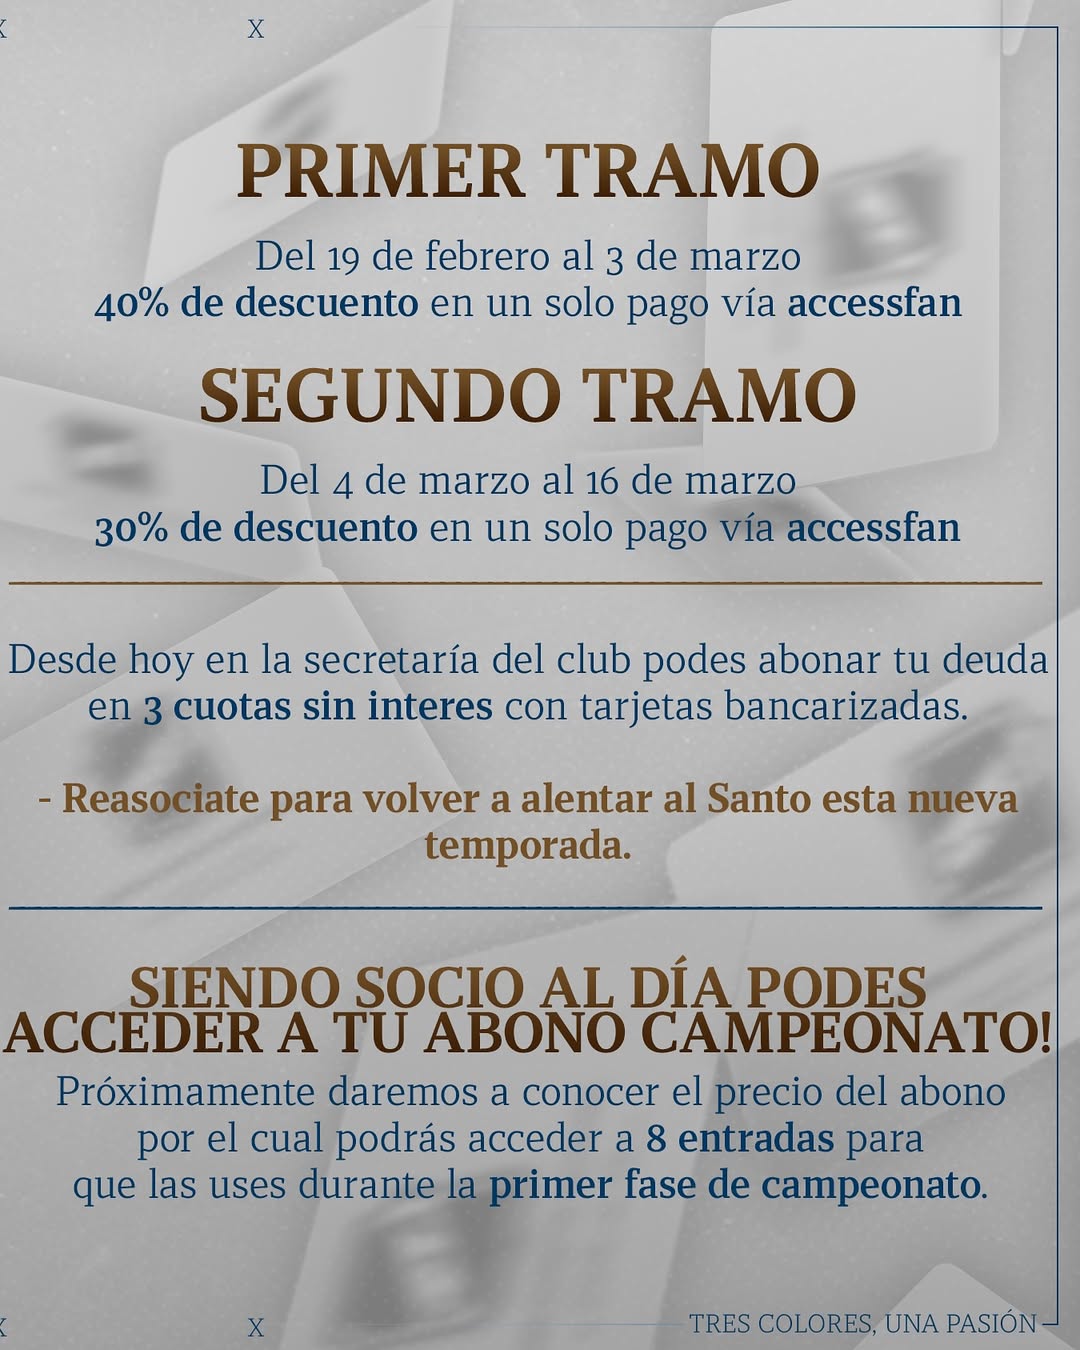 X X
PRIMER TRAMO
Del 19 de febrero al 3 de marzo
40% de descuento en un solo pago vía accessfan
SEGUNDO TRAMO
Del 4 de marzo al 16 de marzo
30% de descuento en un solo pago vía accessfan
Desde hoy en la secretaría del club podes abonar tu deuda
en 3 cuotas sin interes con tarjetas bancarizadas.
- Reasociate para volver a alentar al Santo esta nueva
temporada.
SIENDO SOCIO AL DÍA PODES
ACCEDER A TU ABONO CAMPEONATO!
Próximamente daremos a conocer el precio del abono
por el cual podrás acceder a 8 entradas para
que las uses durante la primer fase de campeonato.
X X
TRES COLORES, UNA PASIÓN